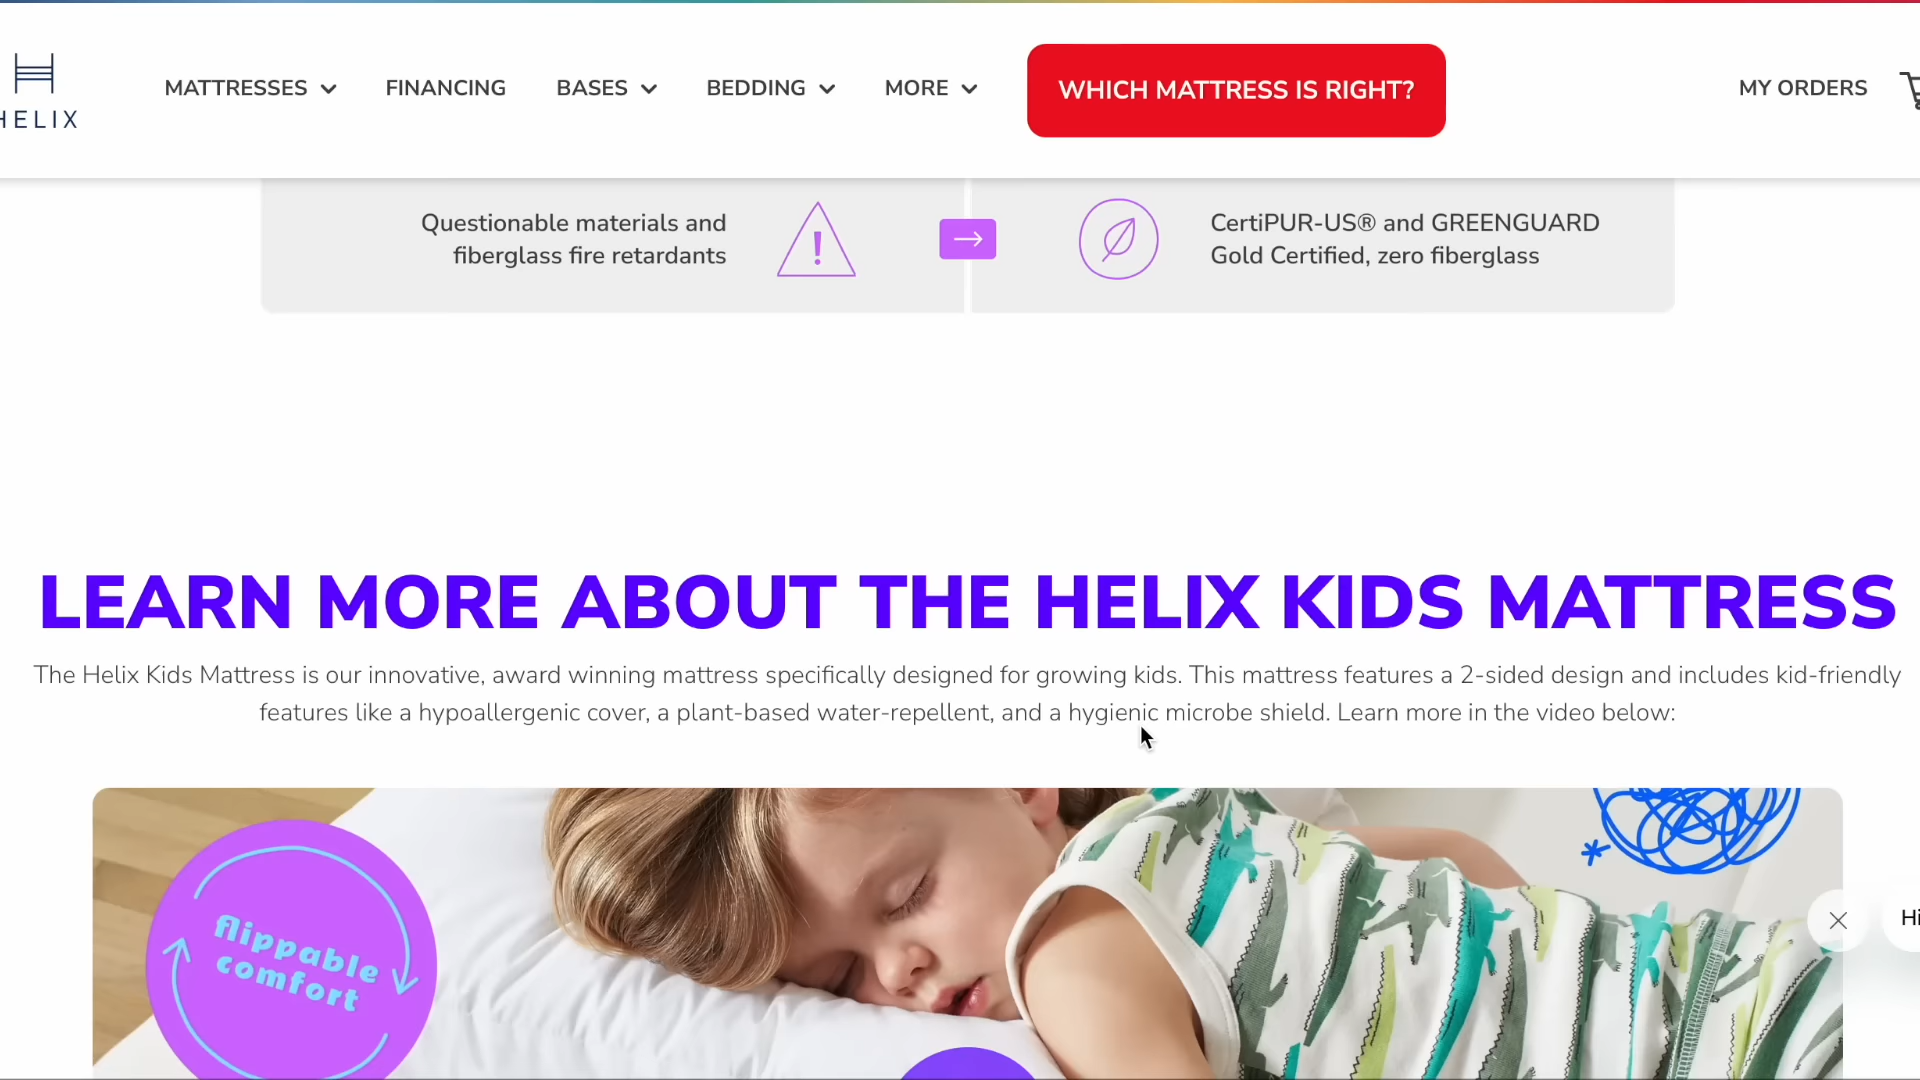 HELIX
MATTRESSES
FINANCING
BASES
BEDDING
MORE
WHICH MATTRESS IS RIGHT?
MY ORDERS
Questionable materials and
fiberglass fire retardants
CertiPUR-US® and GREENGUARD
Gold Certified, zero fiberglass
LEARN MORE ABOUT THE HELIX KIDS MATTRESS
The Helix Kids Mattress is our innovative, award winning mattress specifically designed for growing kids. This mattress features a 2-sided design and includes kid-friendly
features like a hypoallergenic cover, a plant-based water-repellent, and a hygienic microbe shield. Learn more in the video below:
flippable
comfort
Hi